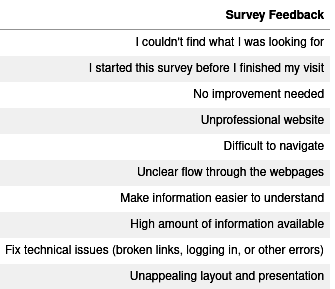 Survey Feedback
I couldn't find what I was looking for
I started this survey before I finished my visit
No improvement needed
Unprofessional website
Difficult to navigate
Unclear flow through the webpages
Make information easier to understand
High amount of information available
Fix technical issues (broken links, logging in, or other errors)
Unappealing layout and presentation